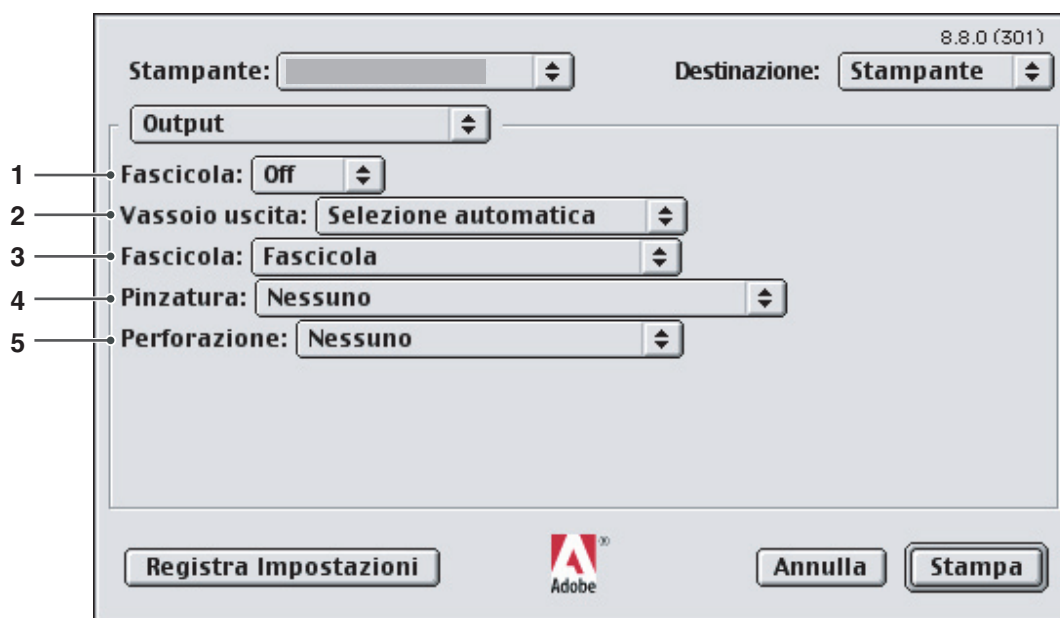 8.8.0 (301)
Stampante: Destinazione: Stampante
Output
1 Fascicola: Off
2 Vassoio uscita: Selezione automatica
3 Fascicola: Fascicola
4 Pinzatura: Nessuno
5 Perforazione: Nessuno
Registra Impostazioni Adobe ® Annulla Stampa